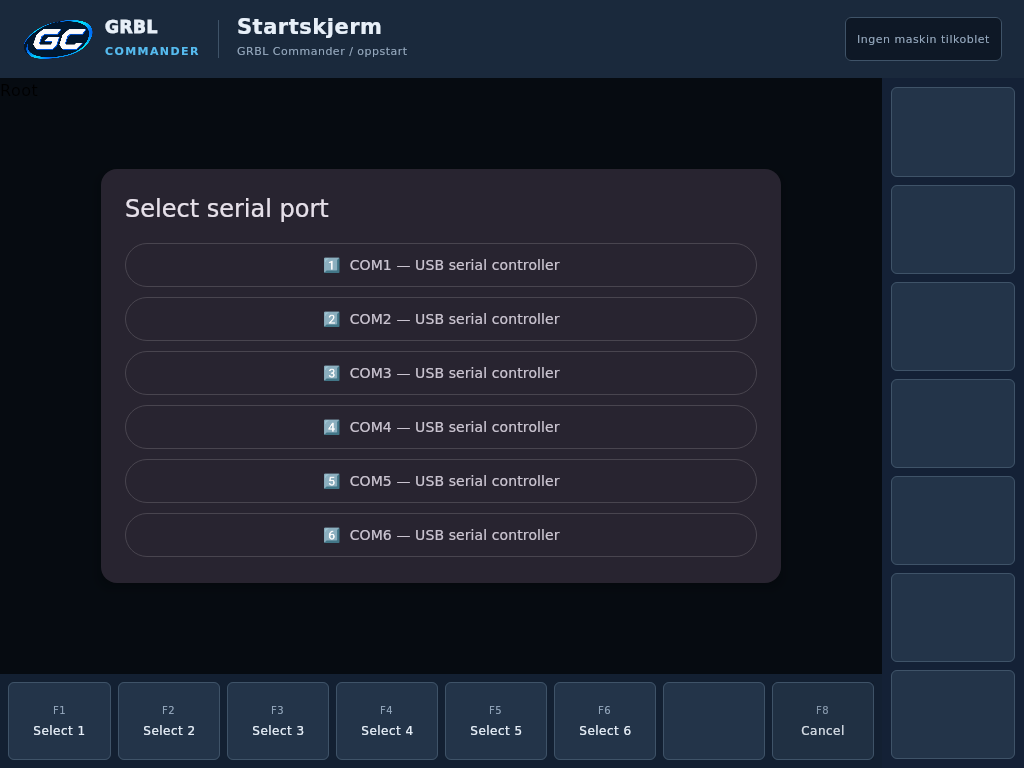 GC
GRBL
COMMANDER
Startskjerm
GRBL Commander / oppstart
Ingen maskin tilkoblet
Root
Select serial port
1 COM1 — USB serial controller
2 COM2 — USB serial controller
3 COM3 — USB serial controller
4 COM4 — USB serial controller
5 COM5 — USB serial controller
6 COM6 — USB serial controller
F1
Select 1
F2
Select 2
F3
Select 3
F4
Select 4
F5
Select 5
F6
Select 6
F8
Cancel